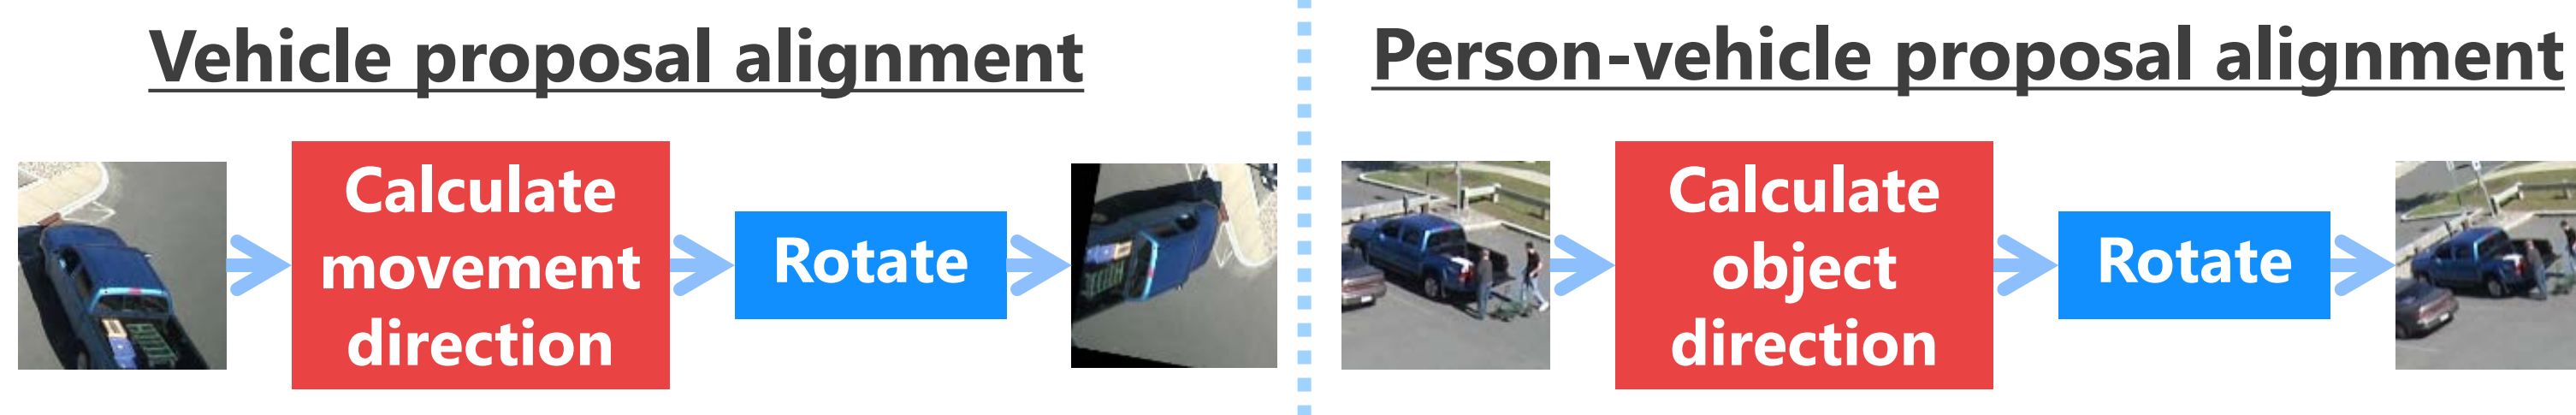 Vehicle proposal alignment
Calculate
movement
direction
Rotate
Person-vehicle proposal alignment
Calculate
object
direction
Rotate